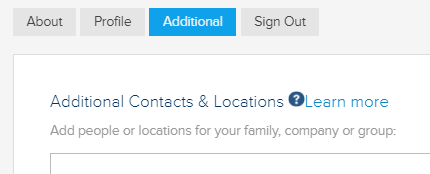 About Profile Additional Sign Out
Additional Contacts & Locations ? Learn more
Add people or locations for your family, company or group: